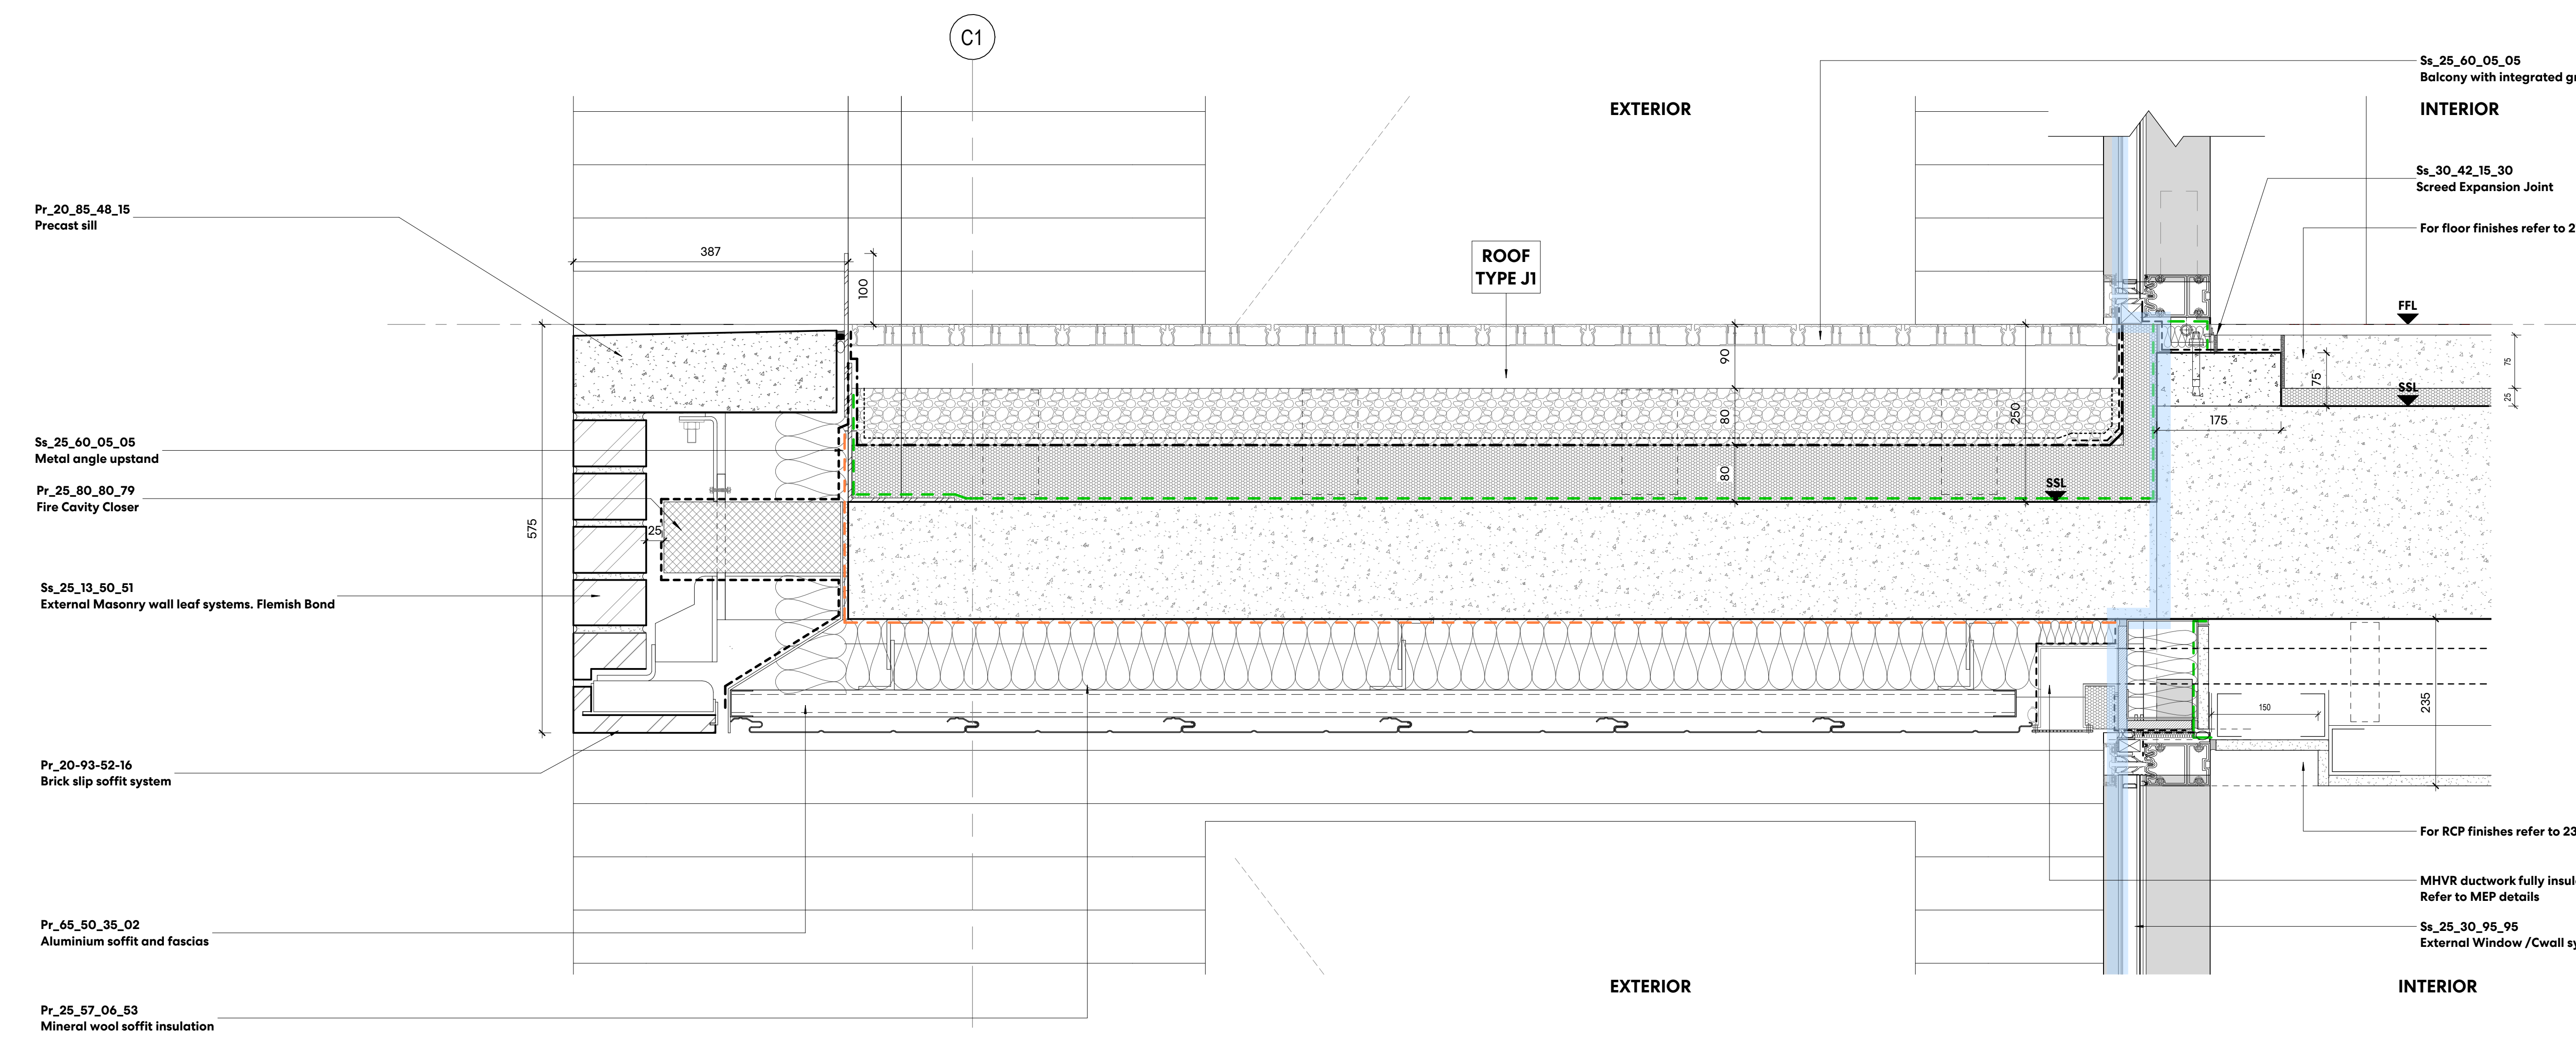 C1
Ss_25_60_05_05
Balcony with integrated gr
EXTERIOR
INTERIOR
Ss_30_42_15_30
Screed Expansion Joint
Pr_20_85_48_15
Precast sill
For floor finishes refer to 2
387
100
ROOF
TYPE J1
FFL
90
75
75
SSL
25
80
250
175
Ss_25_60_05_05
Metal angle upstand
80
SSL
Pr_25_80_80_79
Fire Cavity Closer
575
25
Ss_25_13_50_51
External Masonry wall leaf systems. Flemish Bond
235
150
Pr_20-93-52-16
Brick slip soffit system
For RCP finishes refer to 23
MHVR ductwork fully insul
Refer to MEP details
Pr_65_50_35_02
Aluminium soffit and fascias
Ss_25_30_95_95
External Window /Cwall sy
EXTERIOR
INTERIOR
Pr_25_57_06_53
Mineral wool soffit insulation